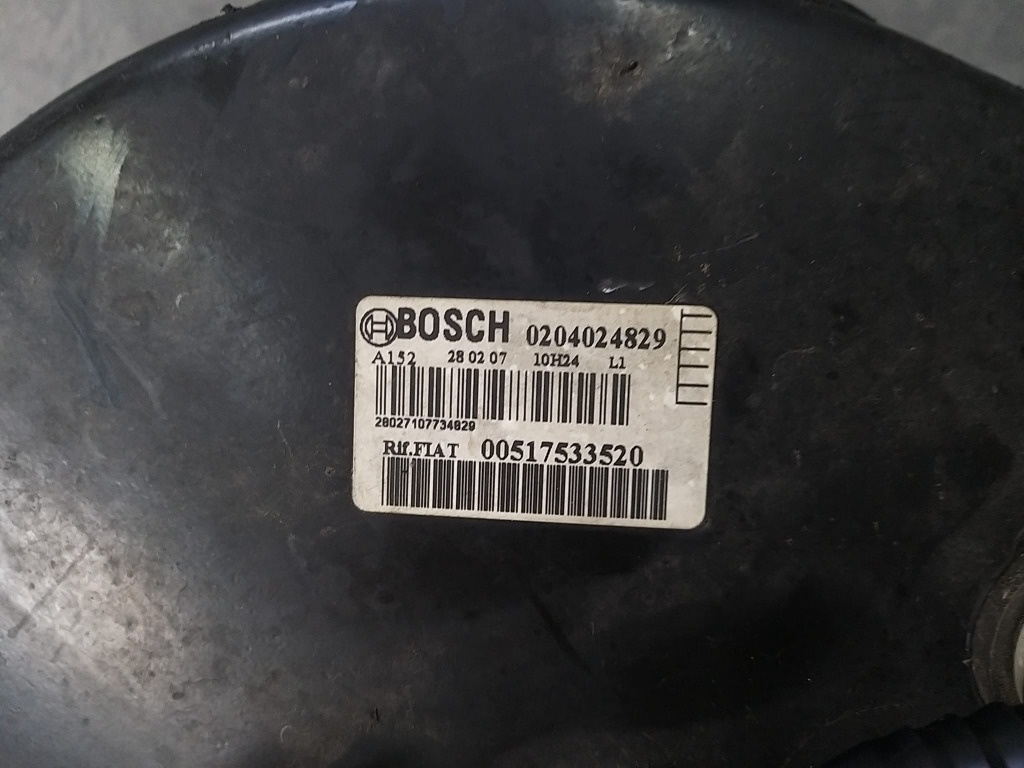 BOSCH 0204024829
A152 28 02 07 10H24 L1
28027107734829
Rif.FIAT 00517533520